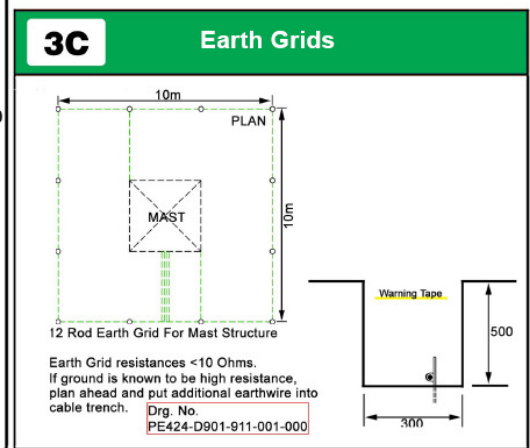 3C
Earth Grids
10m
PLAN
MAST
10m
12 Rod Earth Grid For Mast Structure
Warning Tape
500
300
Earth Grid resistances <10 Ohms.
If ground is known to be high resistance,
plan ahead and put additional earthwire into
cable trench.
Drg. No.
PE424-D901-911-001-000